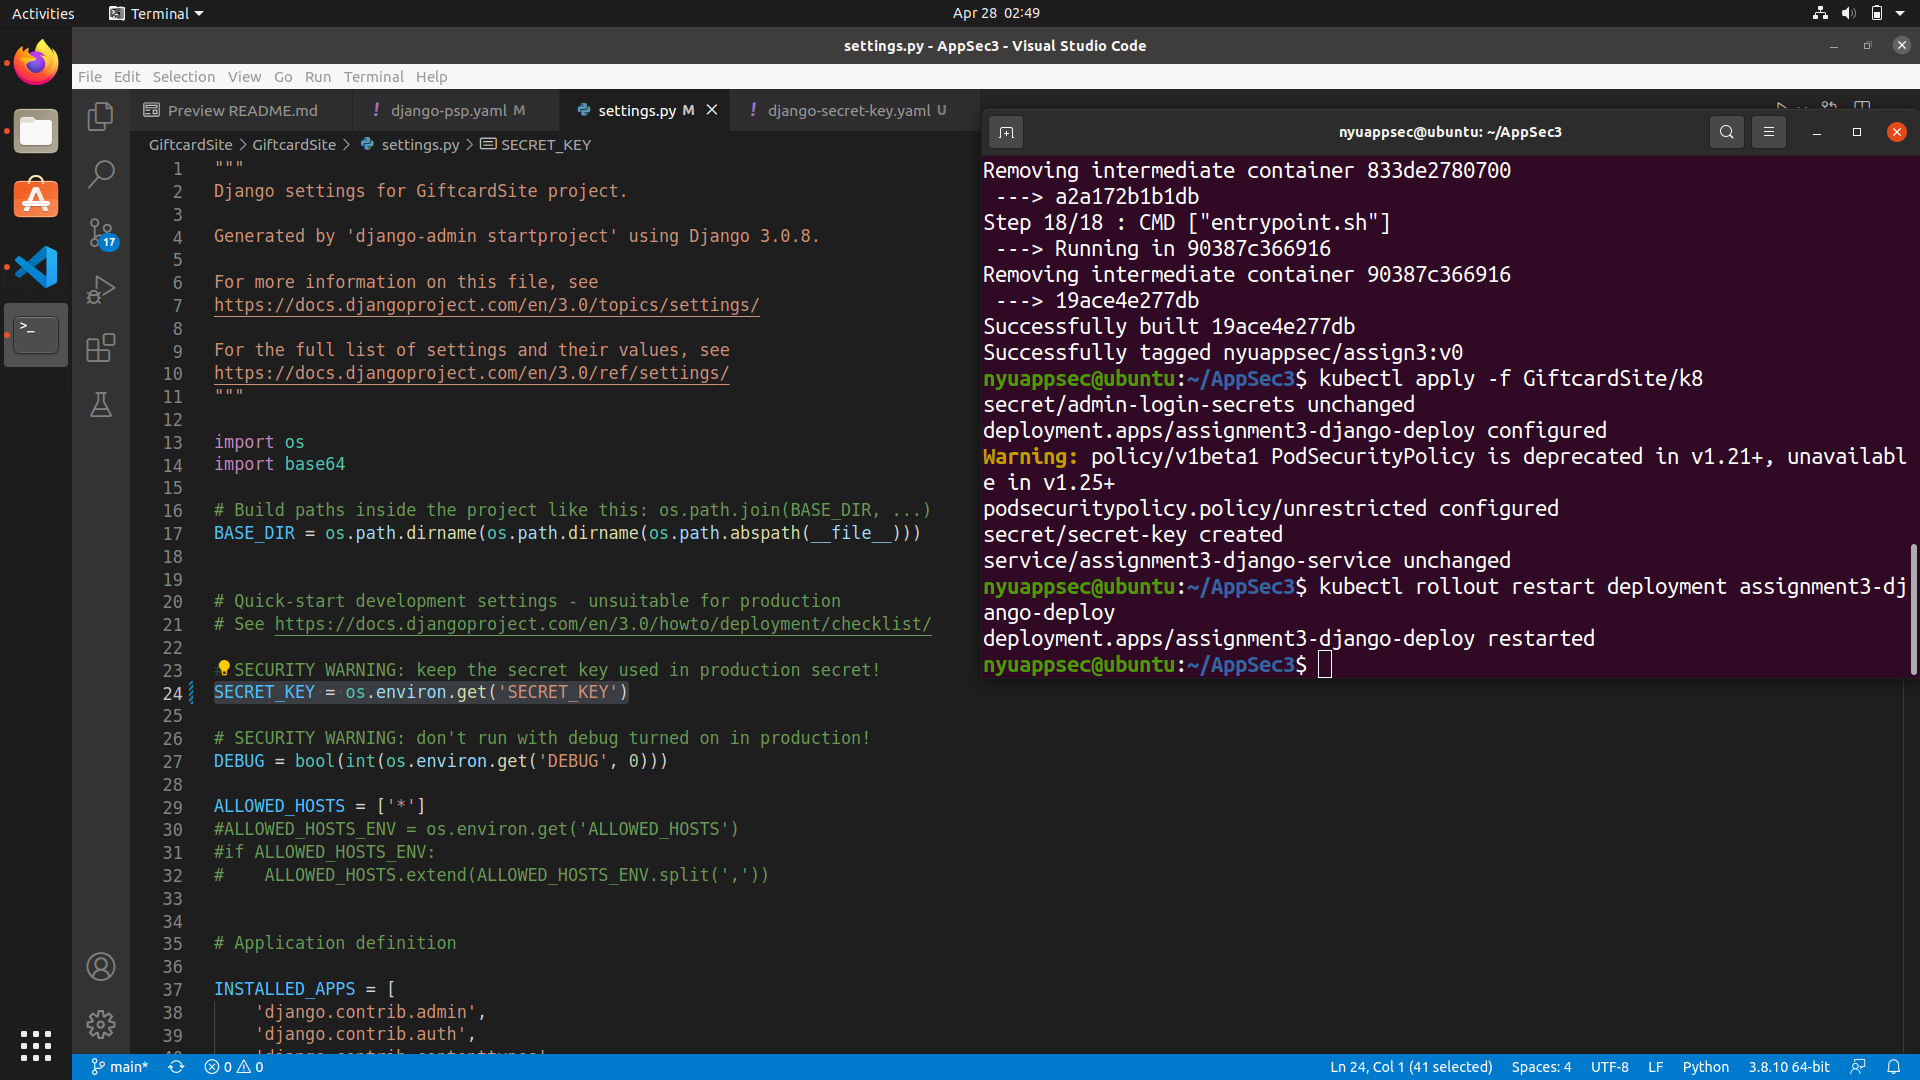 Activities
Terminal
Apr 28 02:49
settings.py - AppSec3 - Visual Studio Code
File Edit Selection View Go Run Terminal Help
Preview README.md
! django-psp.yaml M
settings.py M
! django-secret-key.yaml U
GiftcardSite > GiftcardSite > settings.py > SECRET_KEY
17
1 """
2 Django settings for GiftcardSite project.
3
4 Generated by 'django-admin startproject' using Django 3.0.8.
5
6 For more information on this file, see
7 https://docs.djangoproject.com/en/3.0/topics/settings/
8
9 For the full list of settings and their values, see
10 https://docs.djangoproject.com/en/3.0/ref/settings/
11 """
12
13 import os
14 import base64
15
16 # Build paths inside the project like this: os.path.join(BASE_DIR, ...)
17 BASE_DIR = os.path.dirname(os.path.dirname(os.path.abspath(__file__)))
18
19
20 # Quick-start development settings - unsuitable for production
21 # See https://docs.djangoproject.com/en/3.0/howto/deployment/checklist/
22
23 # SECURITY WARNING: keep the secret key used in production secret!
24 SECRET_KEY = os.environ.get('SECRET_KEY')
25
26 # SECURITY WARNING: don't run with debug turned on in production!
27 DEBUG = bool(int(os.environ.get('DEBUG', 0)))
28
29 ALLOWED_HOSTS = ['*']
30 #ALLOWED_HOSTS_ENV = os.environ.get('ALLOWED_HOSTS')
31 #if ALLOWED_HOSTS_ENV:
32 #    ALLOWED_HOSTS.extend(ALLOWED_HOSTS_ENV.split(','))
33
34
35 # Application definition
36
37 INSTALLED_APPS = [
38     'django.contrib.admin',
39     'django.contrib.auth',
nyuappsec@ubuntu: ~/AppSec3
Removing intermediate container 833de2780700
 ---> a2a172b1b1db
Step 18/18 : CMD ["entrypoint.sh"]
 ---> Running in 90387c366916
Removing intermediate container 90387c366916
 ---> 19ace4e277db
Successfully built 19ace4e277db
Successfully tagged nyuappsec/assign3:v0
nyuappsec@ubuntu:~/AppSec3$ kubectl apply -f GiftcardSite/k8
secret/admin-login-secrets unchanged
deployment.apps/assignment3-django-deploy configured
Warning: policy/v1beta1 PodSecurityPolicy is deprecated in v1.21+, unavailabl
e in v1.25+
podsecuritypolicy.policy/unrestricted configured
secret/secret-key created
service/assignment3-django-service unchanged
nyuappsec@ubuntu:~/AppSec3$ kubectl rollout restart deployment assignment3-dj
ango-deploy
deployment.apps/assignment3-django-deploy restarted
nyuappsec@ubuntu:~/AppSec3$
main* 0 0
Ln 24, Col 1 (41 selected) Spaces: 4 UTF-8 LF Python 3.8.10 64-bit